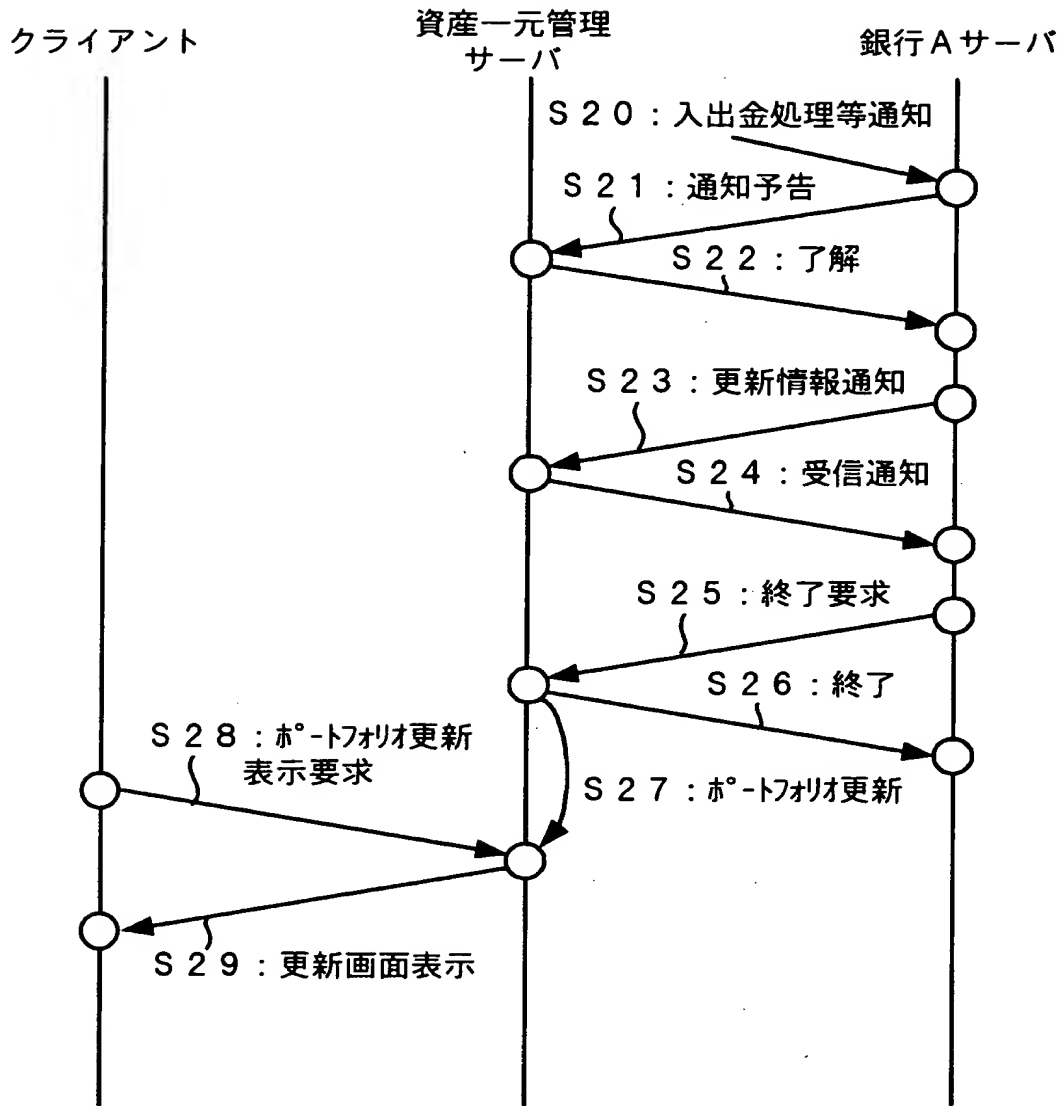 クライアント
資産一元管理
サーバ
銀行Aサーバ
S20：入出金処理等通知
S21：通知予告
S22：了解
S23：更新情報通知
S24：受信通知
S25：終了要求
S26：終了
S28：ﾎﾟｰﾄﾌｫﾘｵ更新
表示要求
S27：ﾎﾟｰﾄﾌｫﾘｵ更新
S29：更新画面表示